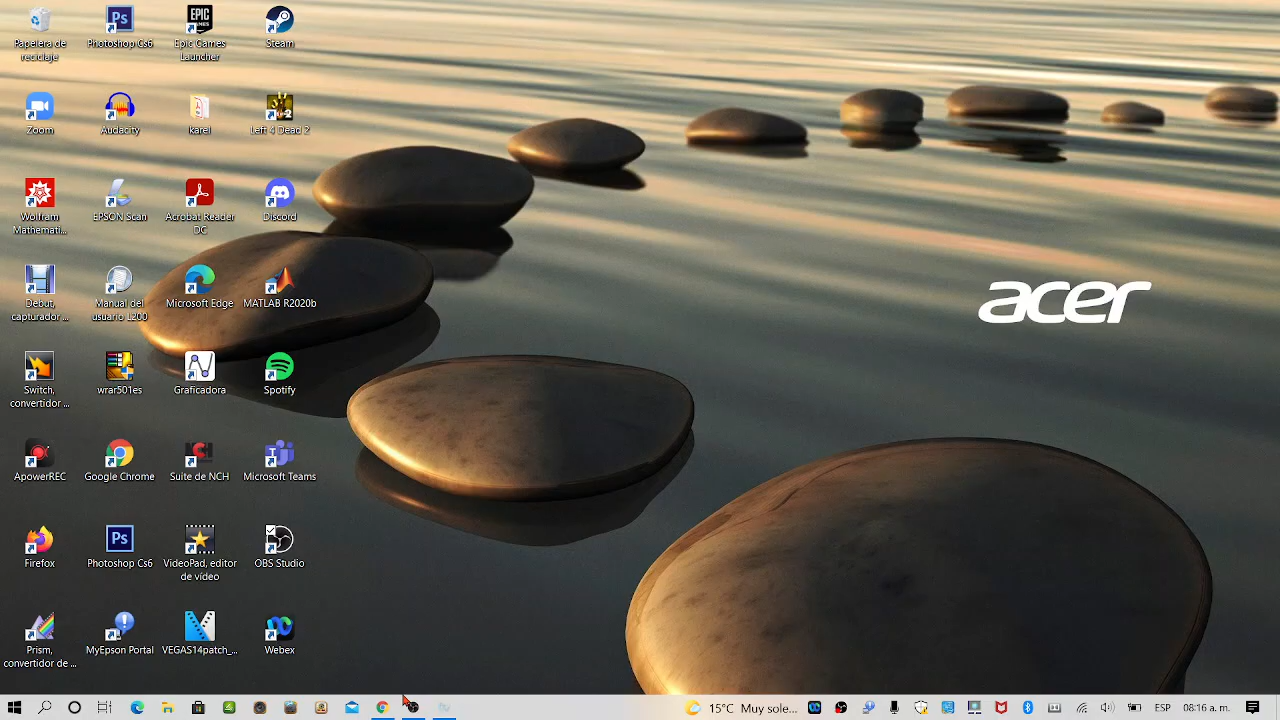 Papelera de
reciclaje
Photoshop Cs6
Epic Games
Launcher
Steam
Zoom
Audacity
karel
Left 4 Dead 2
Wolfram
Mathemati...
EPSON Scan
Acrobat Reader
DC
Discord
Debut,
capturador ...
Manual del
usuario L200
Microsoft Edge
MATLAB R2020b
acer
Switch,
convertidor ...
wrar501es
Graficadora
Spotify
ApowerREC
Google Chrome
Suite de NCH
Microsoft Teams
Firefox
Photoshop Cs6
VideoPad, editor
de vídeo
OBS Studio
Prism,
convertidor de ...
MyEpson Portal
VEGAS14patch_...
Webex
15°C Muy sole...
ESP
08:16 a. m.